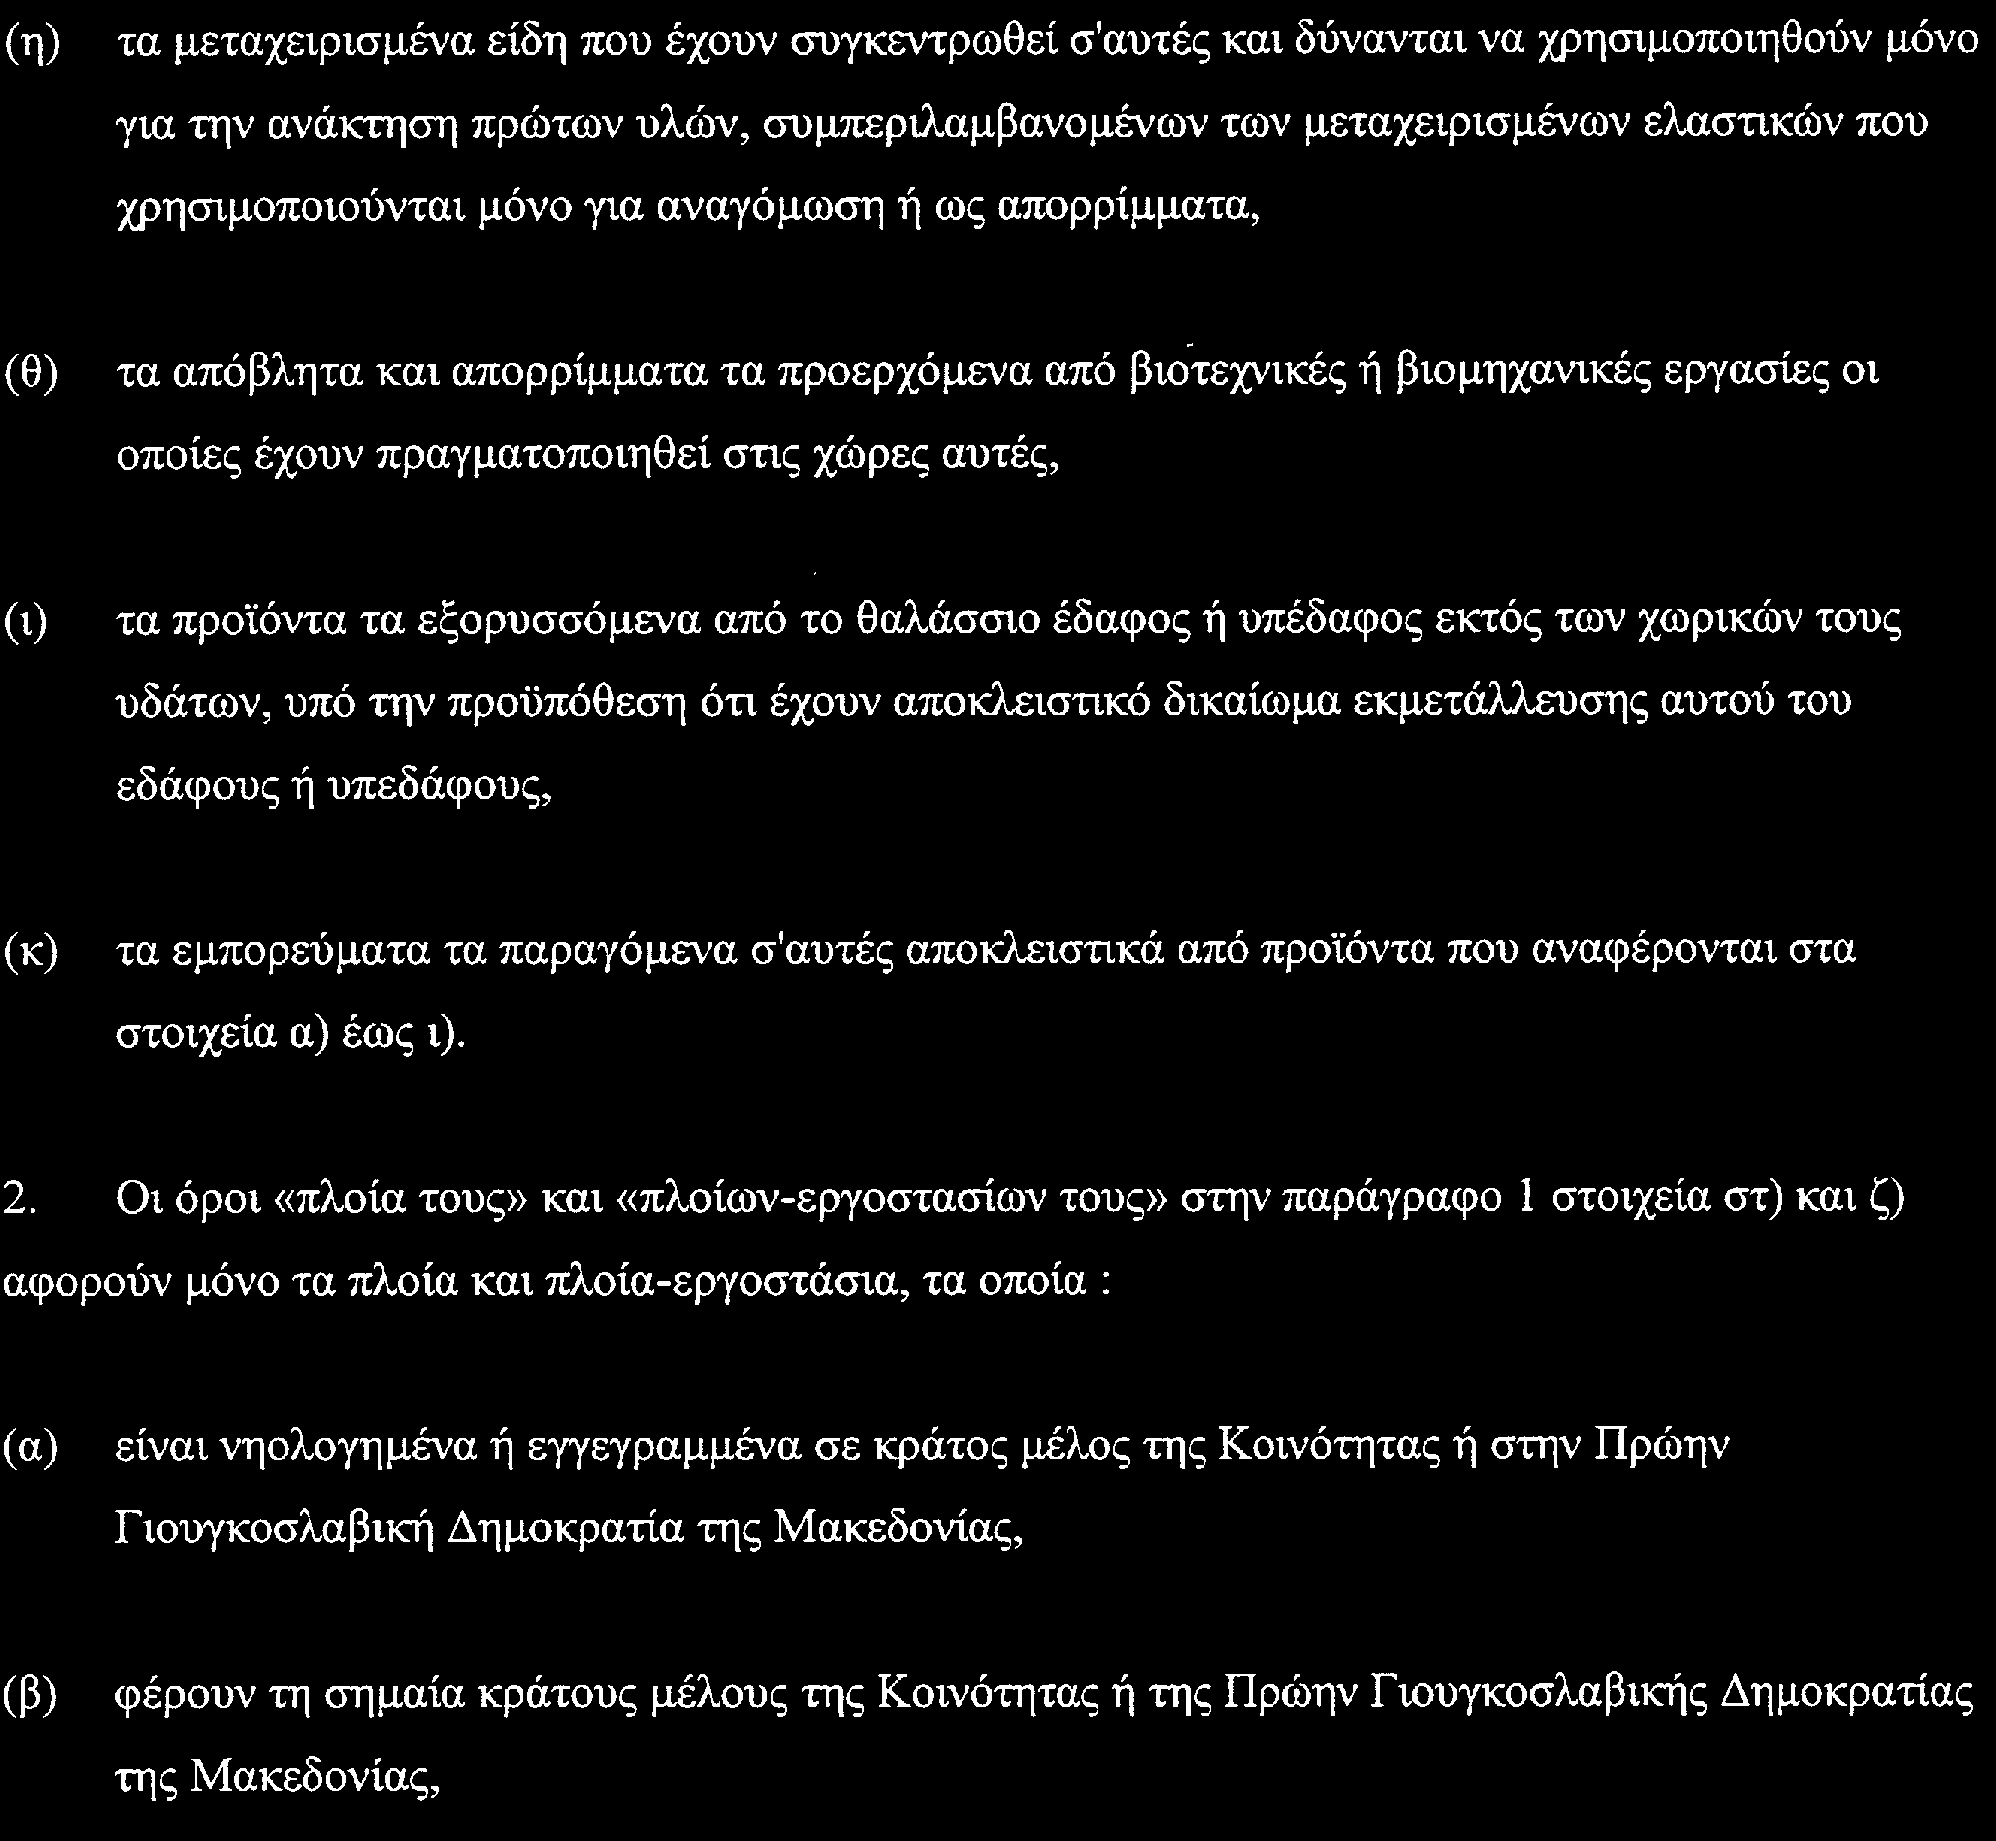 (η) τα μεταχειρισμένα είδη που έχουν συγκεντρωθεί σ'αυτές και δύνανται να χρησιμοποιηθούν μόνο
για την ανάκτηση πρώτων υλών, συμπεριλαμβανομένων των μεταχειρισμένων ελαστικών που
χρησιμοποιούνται μόνο για αναγόμωση ή ως απορρίμματα,
(θ) τα απόβλητα και απορρίμματα τα προερχόμενα από βιοτεχνικές ή βιομηχανικές εργασίες οι
οποίες έχουν πραγματοποιηθεί στις χώρες αυτές,
(ι) τα προϊόντα τα εξορυσσόμενα από το θαλάσσιο έδαφος ή υπέδαφος εκτός των χωρικών τους
υδάτων, υπό την προϋπόθεση ότι έχουν αποκλειστικό δικαίωμα εκμετάλλευσης αυτού του
εδάφους ή υπεδάφους,
(κ) τα εμπορεύματα τα παραγόμενα σ'αυτές αποκλειστικά από προϊόντα που αναφέρονται στα
στοιχεία α) έως ι).
2. Οι όροι «πλοία τους» και «πλοίων-εργοστασίων τους» στην παράγραφο 1 στοιχεία στ) και ζ)
αφορούν μόνο τα πλοία και πλοία-εργοστάσια, τα οποία :
(α) είναι νηολογημένα ή εγγεγραμμένα σε κράτος μέλος της Κοινότητας ή στην Πρώην
Γιουγκοσλαβική Δημοκρατία της Μακεδονίας,
(β) φέρουν τη σημαία κράτους μέλους της Κοινότητας ή της Πρώην Γιουγκοσλαβικής Δημοκρατίας
της Μακεδονίας,